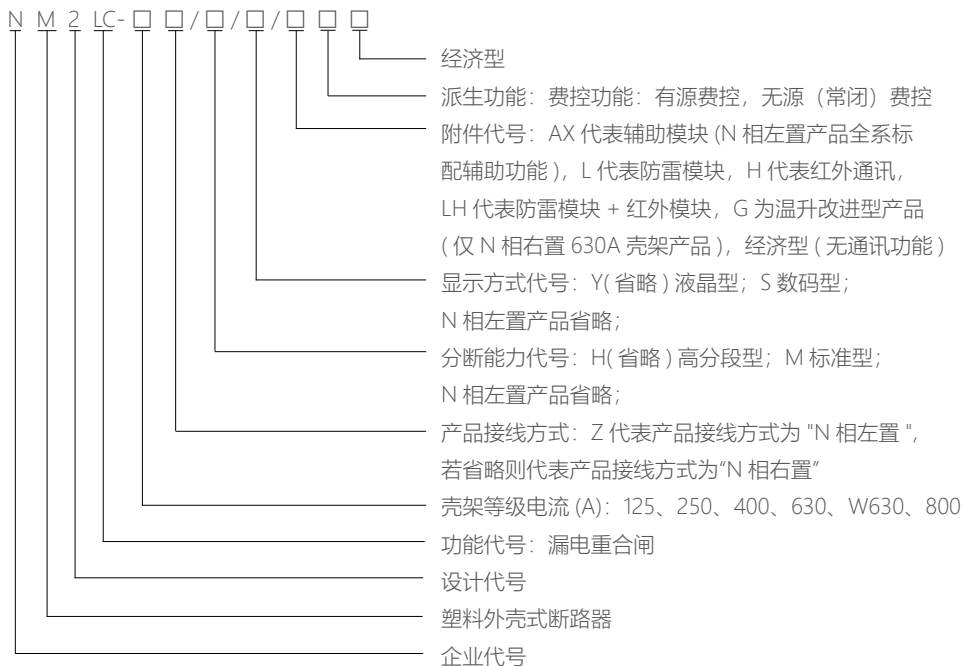 N M 2 LC-□ □ / □ / □ / □ □ □
经济型
派生功能：费控功能：有源费控，无源（常闭）费控
附件代号：AX 代表辅助模块 (N 相左置产品全系标
配辅助功能 )，L 代表防雷模块，H 代表红外通讯，
LH 代表防雷模块 + 红外模块，G 为温升改进型产品
( 仅 N 相右置 630A 壳架产品 )，经济型 ( 无通讯功能 )
显示方式代号：Y( 省略 ) 液晶型；S 数码型；
N 相左置产品省略；
分断能力代号：H( 省略 ) 高分段型；M 标准型；
N 相左置产品省略；
产品接线方式：Z 代表产品接线方式为 "N 相左置 "，
若省略则代表产品接线方式为“N 相右置”
壳架等级电流 (A)：125、250、400、630、W630、800
功能代号：漏电重合闸
设计代号
塑料外壳式断路器
企业代号